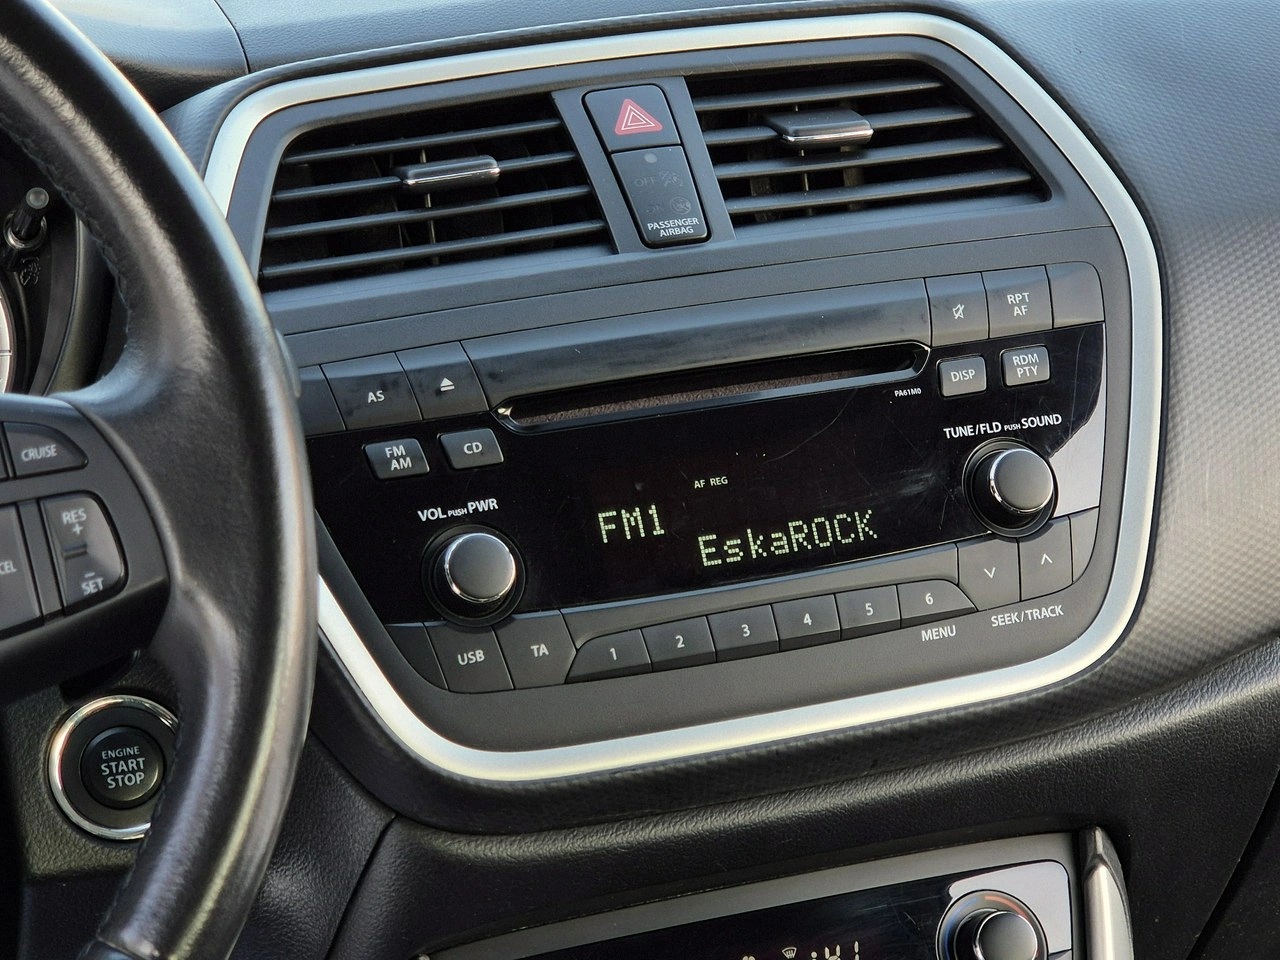 OFF
PASSENGER
AIRBAG
RPT
AF
AS
PA61M0
DISP
RDM
PTY
FM
AM
CD
TUNE/FLD PUSH SOUND
VOL PUSH PWR
AF REG
FM1
EskaROCK
CRUISE
RES
+
−
SET
CEL
USB
TA
1
2
3
4
5
6
MENU
SEEK/TRACK
ENGINE
START
STOP